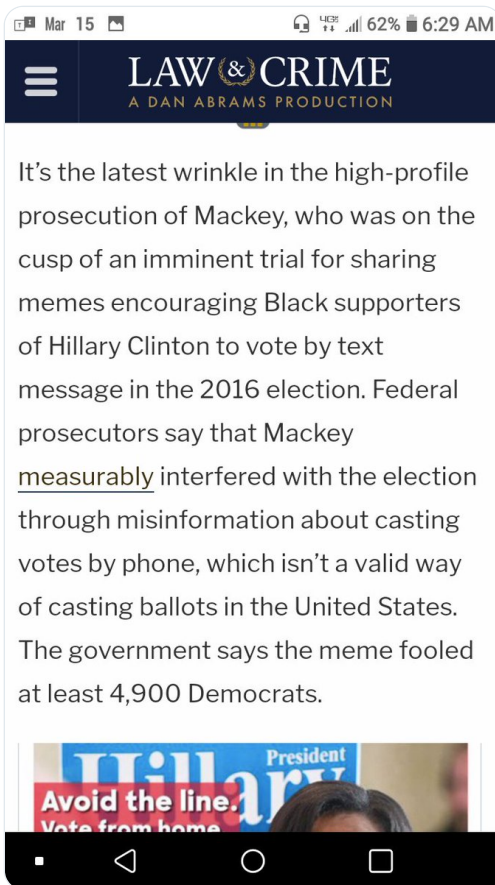 Mar 15 62% 6:29 AM
LAW & CRIME
A DAN ABRAMS PRODUCTION
It’s the latest wrinkle in the high-profile
prosecution of Mackey, who was on the
cusp of an imminent trial for sharing
memes encouraging Black supporters
of Hillary Clinton to vote by text
message in the 2016 election. Federal
prosecutors say that Mackey
measurably interfered with the election
through misinformation about casting
votes by phone, which isn’t a valid way
of casting ballots in the United States.
The government says the meme fooled
at least 4,900 Democrats.
President
Hillary
Avoid the line.
Vote from home